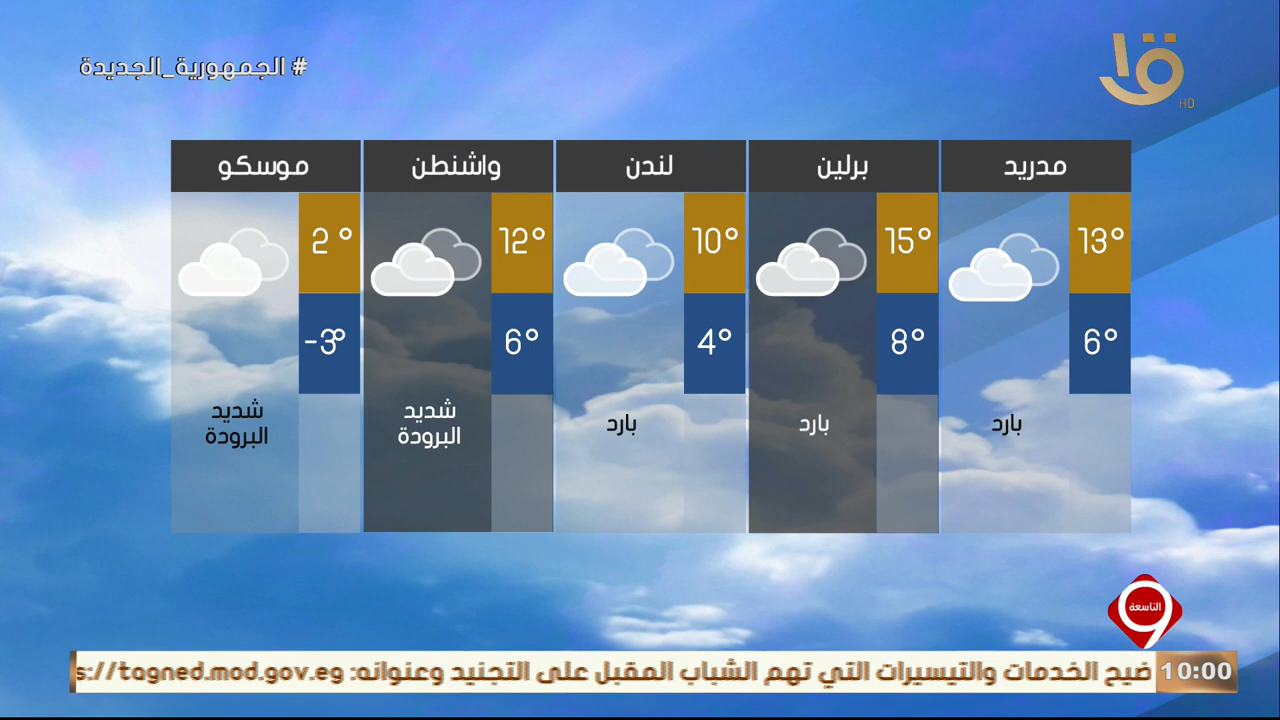 # الجمهورية_الجديدة
HD
مدريد
برلين
لندن
واشنطن
موسكو
13°
15°
10°
12°
2 °
6°
8°
4°
6°
-3°
بارد
بارد
بارد
شديد
البرودة
شديد
البرودة
التاسعة
9
10:00
ضيح الخدمات والتيسيرات التي تهم الشباب المقبل على التجنيد وعنوانه: s://tagned.mod.gov.eg